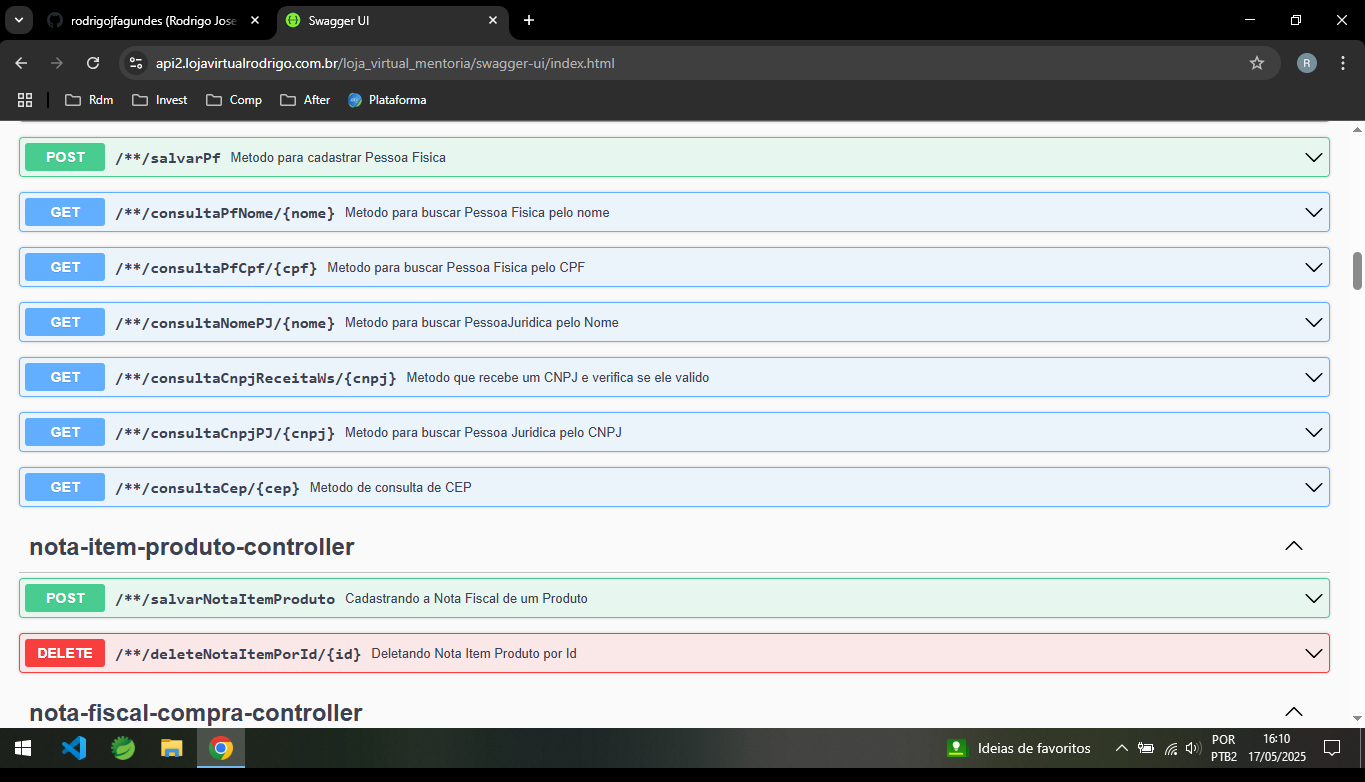 rodrigojfagundes (Rodrigo Jose
Swagger UI
api2.lojavirtualrodrigo.com.br/loja_virtual_mentoria/swagger-ui/index.html
R
Rdm
Invest
Comp
After
Plataforma
POST /**/salvarPf Metodo para cadastrar Pessoa Fisica
GET /**/consultaPfNome/{nome} Metodo para buscar Pessoa Fisica pelo nome
GET /**/consultaPfCpf/{cpf} Metodo para buscar Pessoa Fisica pelo CPF
GET /**/consultaNomePJ/{nome} Metodo para buscar PessoaJuridica pelo Nome
GET /**/consultaCnpjReceitaWs/{cnpj} Metodo que recebe um CNPJ e verifica se ele valido
GET /**/consultaCnpjPJ/{cnpj} Metodo para buscar Pessoa Juridica pelo CNPJ
GET /**/consultaCep/{cep} Metodo de consulta de CEP
nota-item-produto-controller
POST /**/salvarNotaItemProduto Cadastrando a Nota Fiscal de um Produto
DELETE /**/deleteNotaItemPorId/{id} Deletando Nota Item Produto por Id
nota-fiscal-compra-controller
Ideias de favoritos
POR
PTB2
16:10
17/05/2025